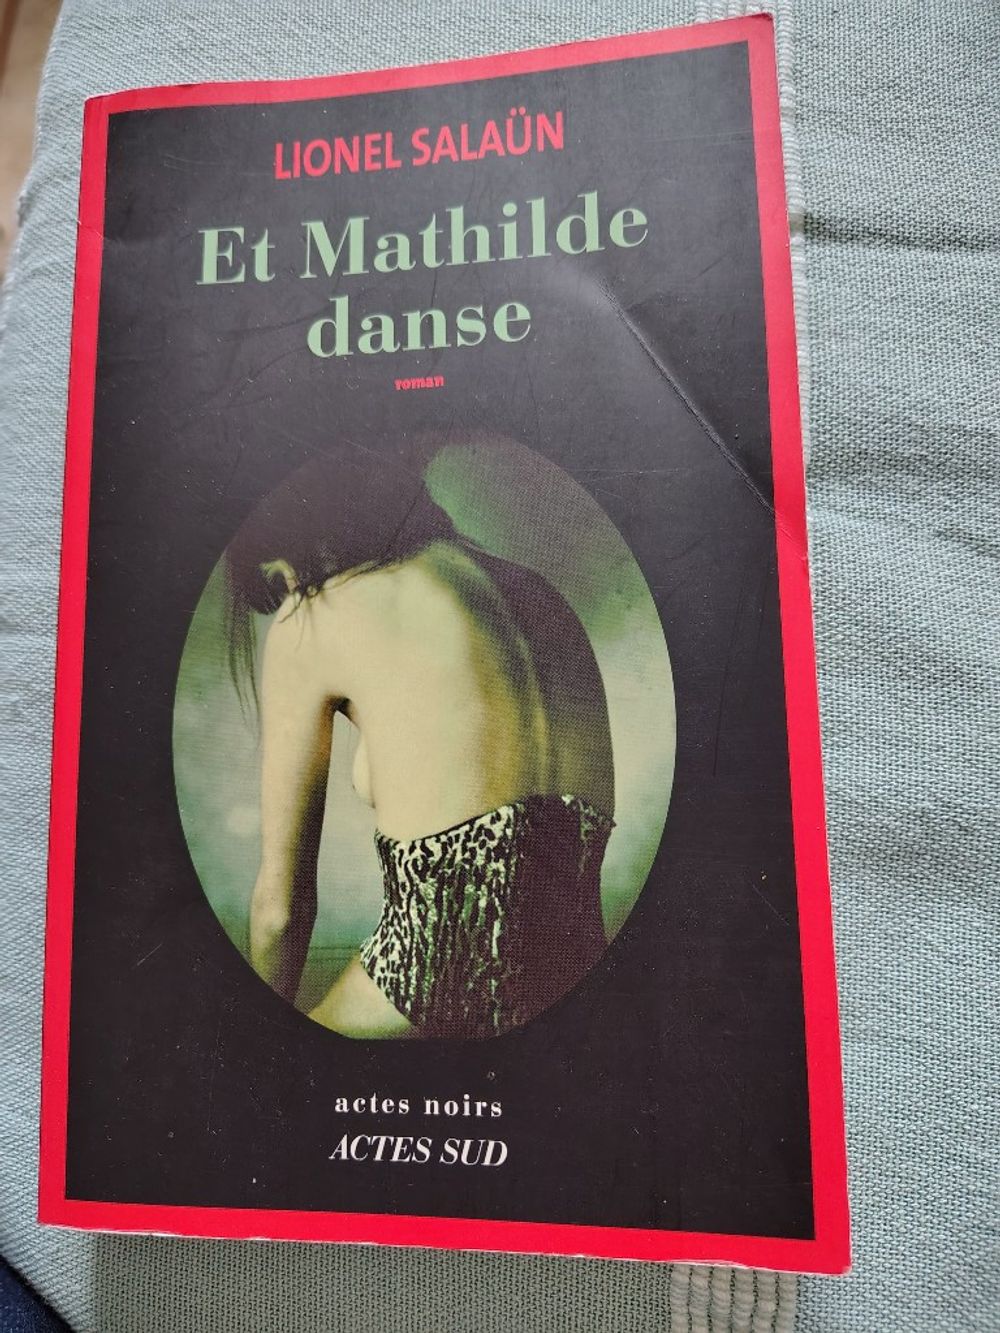 LIONEL SALAÜN
Et Mathilde
danse
roman
actes noirs
ACTES SUD